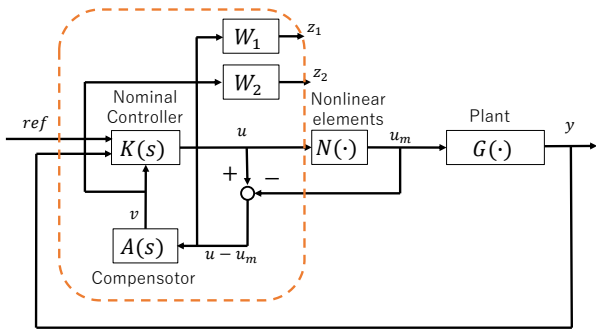 W₁
z₁
W₂
z₂
Nominal
Controller
Nonlinear
elements
Plant
ref
K(s)
u
N(·)
uₘ
G(·)
y
+
−
v
A(s)
u − uₘ
Compensotor